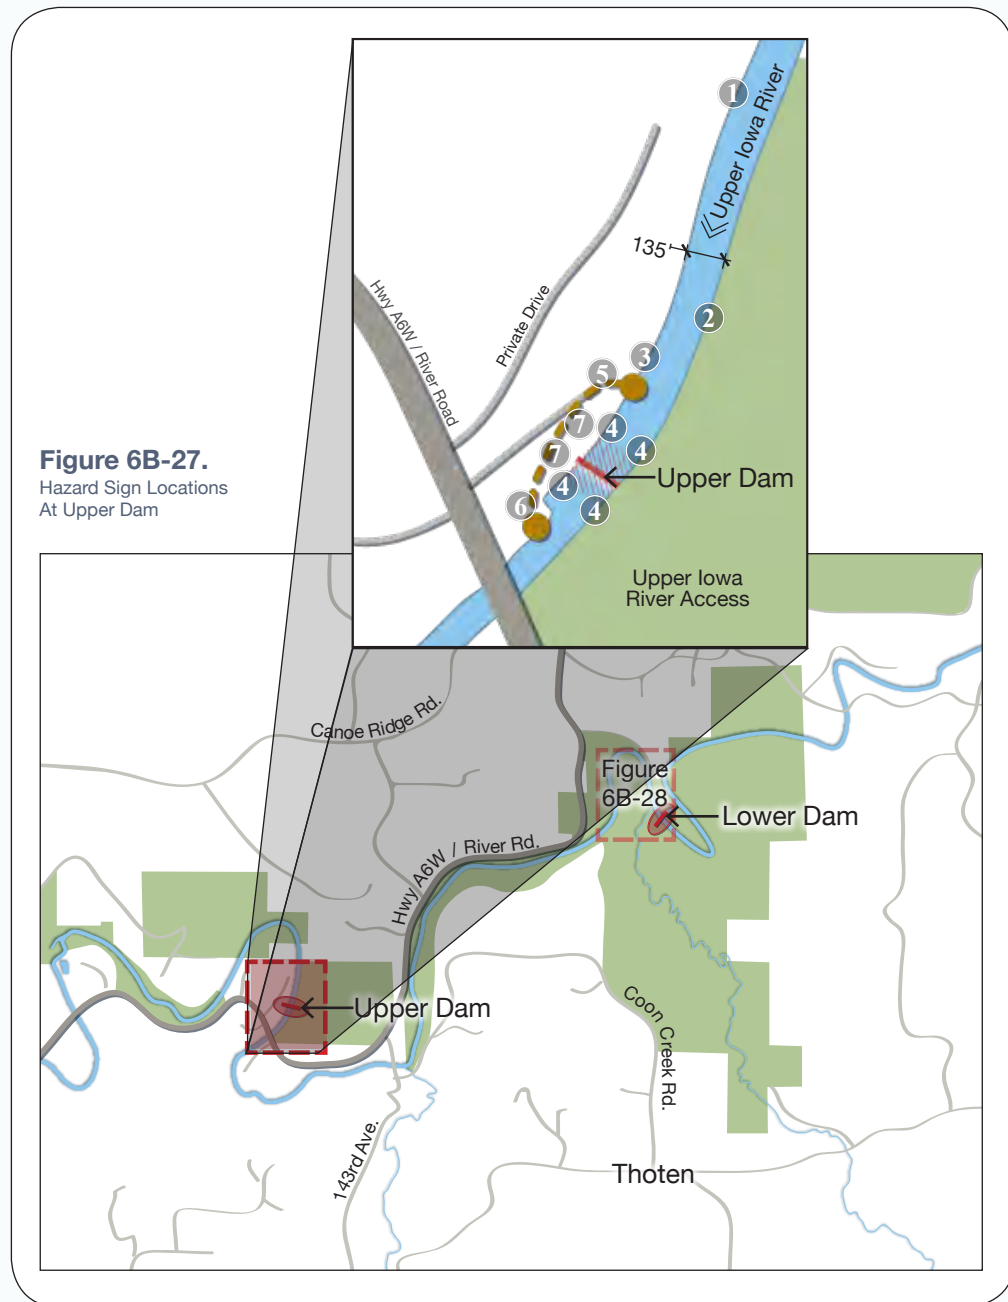 1
《Upper Iowa River
135
2
Hwy A6W / River Road
Private Drive
3
5
7
4
7
4
Upper Dam
4
6
4
Upper Iowa
River Access
Figure 6B-27.
Hazard Sign Locations
At Upper Dam
Canoe Ridge Rd.
Figure
6B-28
Lower Dam
Hwy A6W / River Rd.
Upper Dam
Coon Creek Rd.
143rd Ave.
Thoten